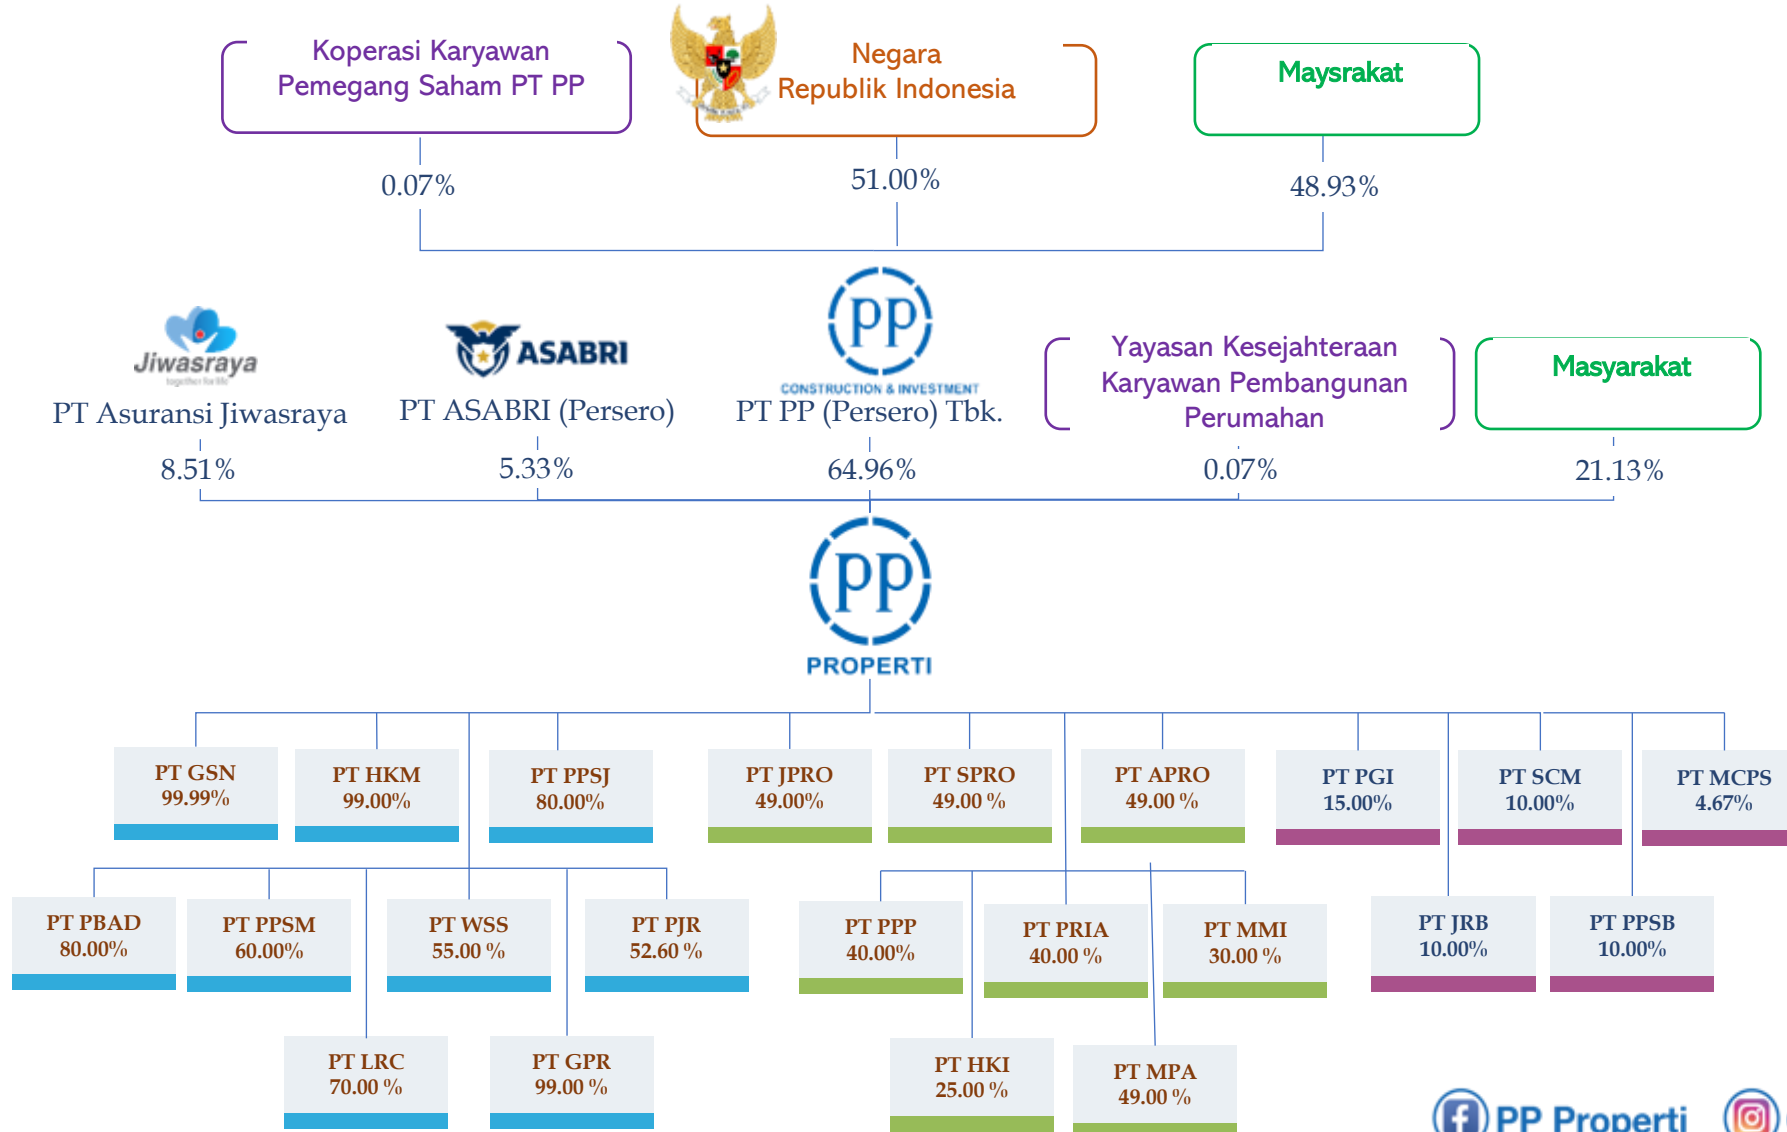 Koperasi Karyawan
Pemegang Saham PT PP
Negara
Republik Indonesia
Maysrakat
0.07%
51.00%
48.93%
Jiwasraya
together for life
PT Asuransi Jiwasraya
ASABRI
PT ASABRI (Persero)
pp
CONSTRUCTION & INVESTMENT
PT PP (Persero) Tbk.
Yayasan Kesejahteraan
Karyawan Pembangunan
Perumahan
Masyarakat
8.51%
5.33%
64.96%
0.07%
21.13%
pp
PROPERTI
PT GSN
99.99%
PT HKM
99.00%
PT PPSJ
80.00%
PT JPRO
49.00%
PT SPRO
49.00 %
PT APRO
49.00 %
PT PGI
15.00%
PT SCM
10.00%
PT MCPS
4.67%
PT PBAD
80.00%
PT PPSM
60.00%
PT WSS
55.00 %
PT PJR
52.60 %
PT PPP
40.00%
PT PRIA
40.00 %
PT MMI
30.00 %
PT JRB
10.00%
PT PPSB
10.00%
PT LRC
70.00 %
PT GPR
99.00 %
PT HKI
25.00 %
PT MPA
49.00 %
PP Properti